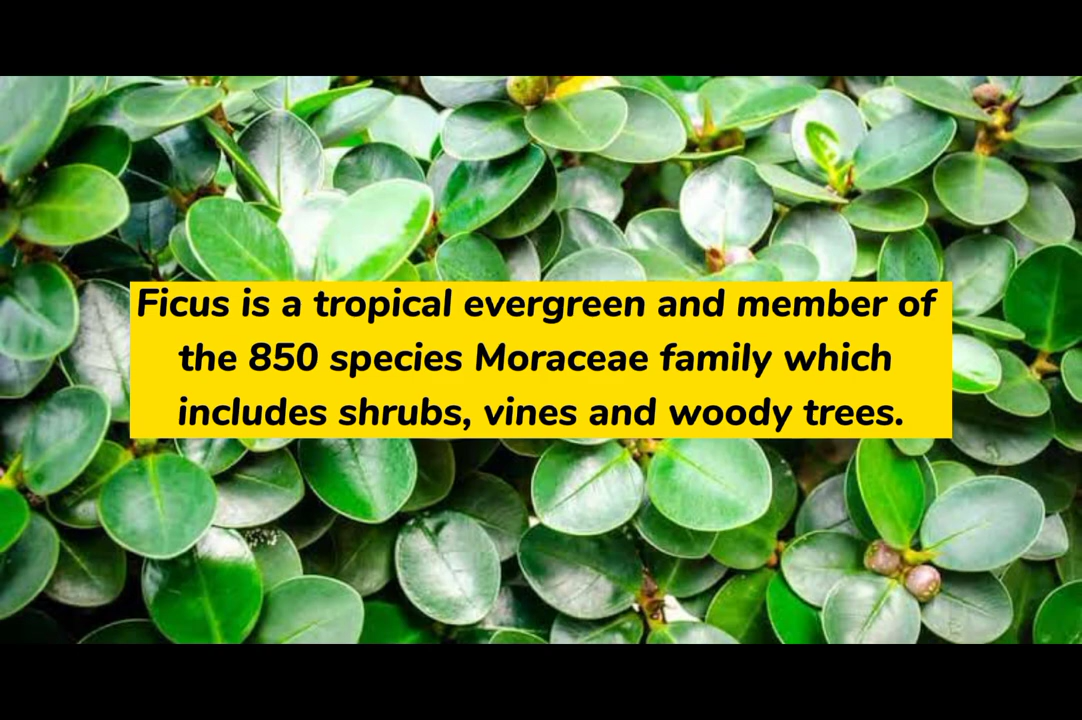 Ficus is a tropical evergreen and member of
the 850 species Moraceae family which
includes shrubs, vines and woody trees.